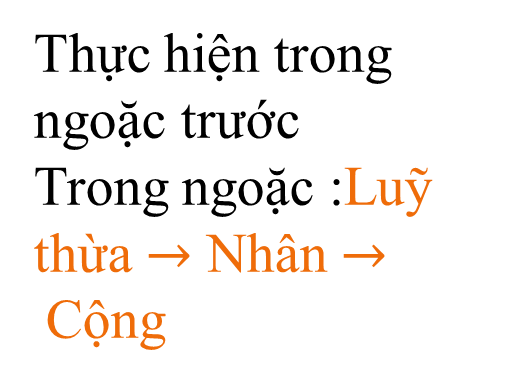 Thực hiện trong
ngoặc trước
Trong ngoặc :Luỹ
thừa → Nhân →
Cộng